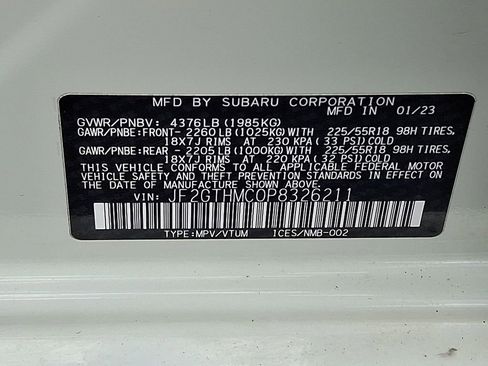 MFD BY SUBARU CORPORATION
GVWR/PNBV: 4376LB(1985KG) MFD IN 01/23
GAWR/PNBE:FRONT- 2260LB(1025KG)WITH 225/55R18 98H TIRES,
18X7J RIMS AT 230 KPA(33 PSI)COLD
GAWR/PNBE:REAR - 2205LB(1000KG)WITH 225/55R18 98H TIRES,
18X7J RIMS AT 220 KPA(32 PSI)COLD
THIS VEHICLE CONFORMS TO ALL APPLICABLE FEDERAL MOTOR
VEHICLE SAFETY AND BUMPER STANDARDS IN EFFECT
ON THE DATE OF MANUFACTURE SHOWN ABOVE.
VIN: JF2GTHMC0P8326211
TYPE:MPV/VTUM ICES/NMB-002